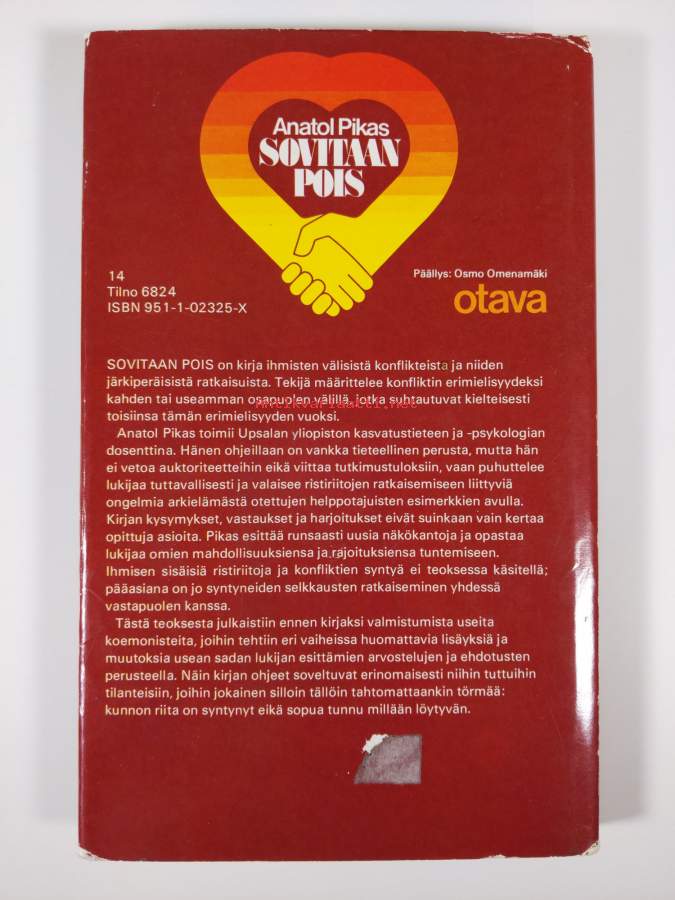 Anatol Pikas
SOVITAAN
POIS
14
Tilno 6824
ISBN 951-1-02325-X
Päällys: Osmo Omenamäki
otava
SOVITAAN POIS on kirja ihmisten välisistä konflikteista ja niiden
järkiperäisistä ratkaisuista. Tekijä määrittelee konfliktin erimielisyydeksi
kahden tai useamman osapuolen välillä, jotka suhtautuvat kielteisesti
Antikvariaatti.net
toisiinsa tämän erimielisyyden vuoksi.
Anatol Pikas toimii Upsalan yliopiston kasvatustieteen ja -psykologian
dosenttina. Hänen ohjeillaan on vankka tieteellinen perusta, mutta hän
ei vetoa auktoriteetteihin eikä viittaa tutkimustuloksiin, vaan puhuttelee
lukijaa tuttavallisesti ja valaisee ristiriitojen ratkaisemiseen liittyviä
ongelmia arkielämästä otettujen helppotajuisten esimerkkien avulla.
Kirjan kysymykset, vastaukset ja harjoitukset eivät suinkaan vain kertaa
opittuja asioita. Pikas esittää runsaasti uusia näkökantoja ja opastaa
lukijaa omien mahdollisuuksiensa ja rajoituksiensa tuntemiseen.
Ihmisen sisäisiä ristiriitoja ja konfliktien syntyä ei teoksessa käsitellä;
pääasiana on jo syntyneiden selkkausten ratkaiseminen yhdessä
vastapuolen kanssa.
Tästä teoksesta julkaistiin ennen kirjaksi valmistumista useita
koemonisteita, joihin tehtiin eri vaiheissa huomattavia lisäyksiä ja
muutoksia usean sadan lukijan esittämien arvostelujen ja ehdotusten
perusteella. Näin kirjan ohjeet soveltuvat erinomaisesti niihin tuttuihin
tilanteisiin, joihin jokainen silloin tällöin tahtomattaankin törmää:
kunnon riita on syntynyt eikä sopua tunnu millään löytyvän.